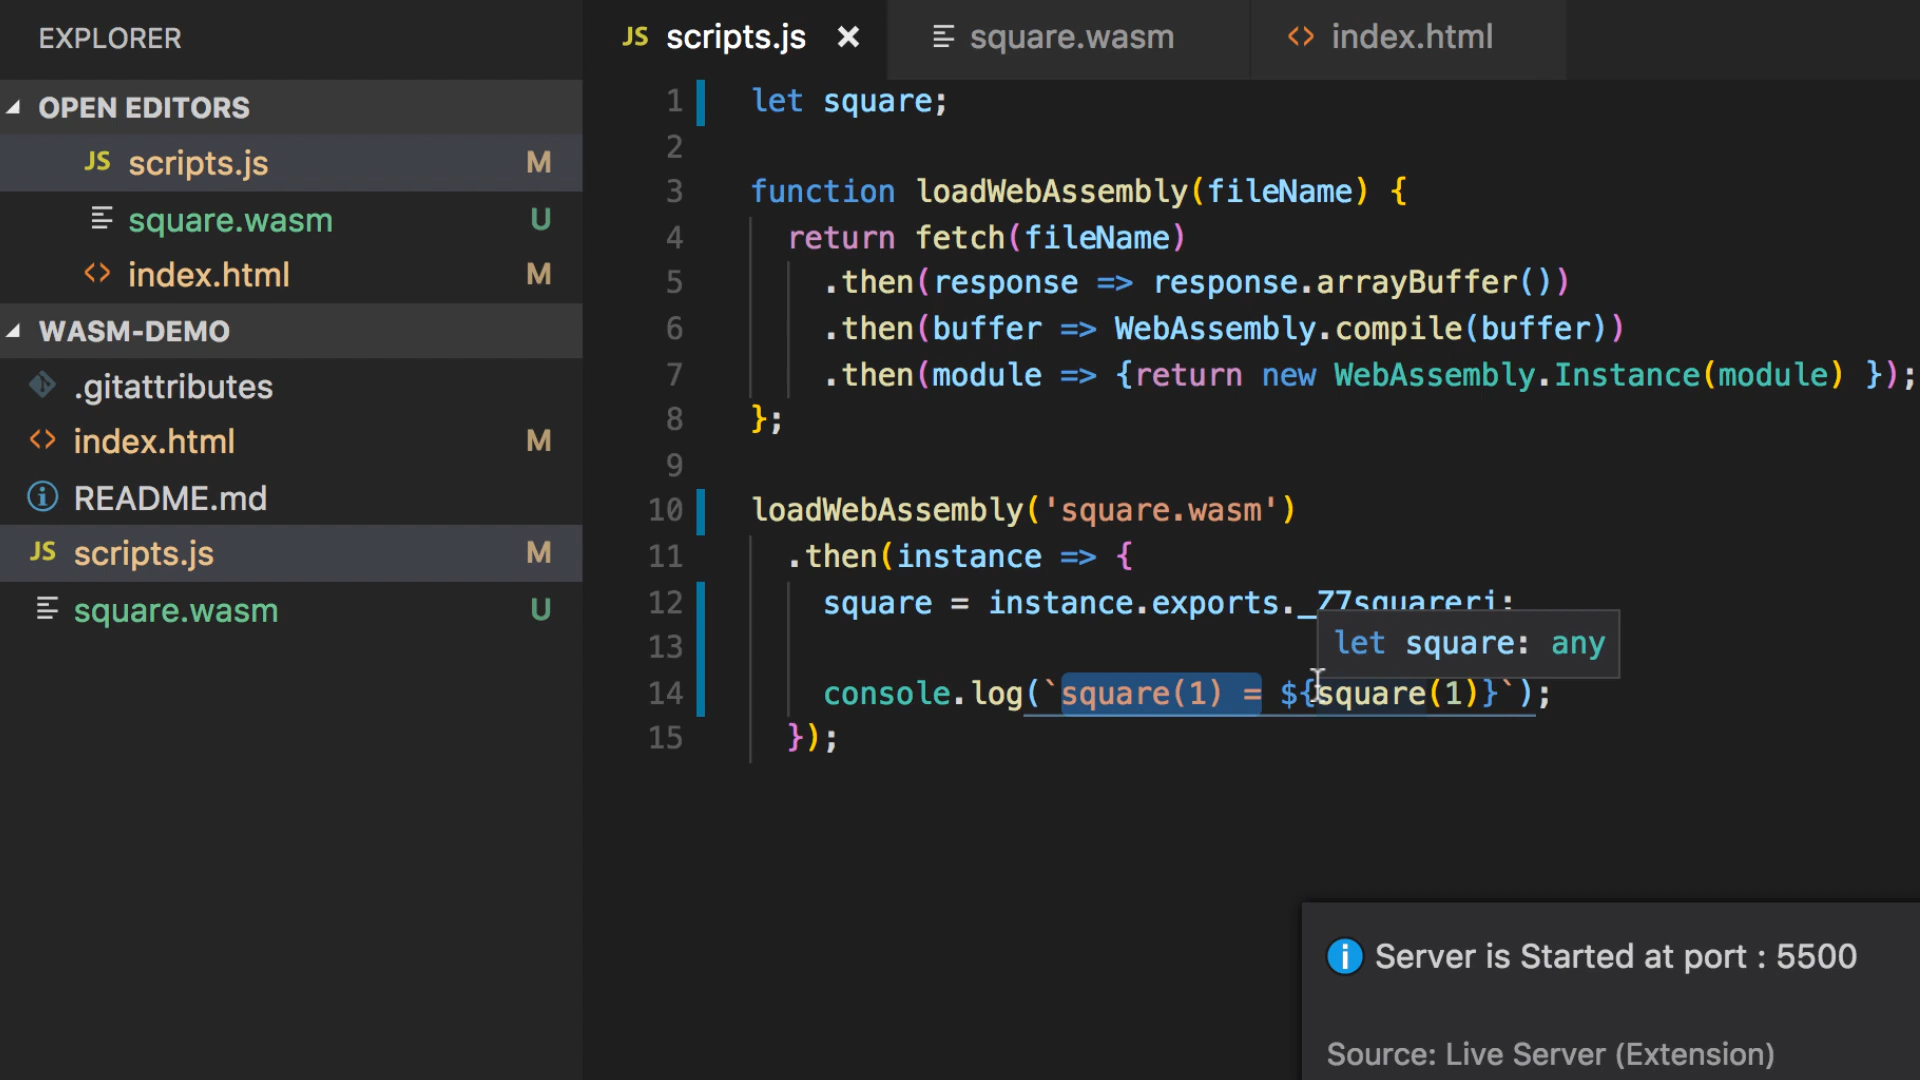 EXPLORER
OPEN EDITORS
JS scripts.js M
square.wasm U
<> index.html M
WASM-DEMO
.gitattributes
<> index.html M
README.md
JS scripts.js M
square.wasm U
JS scripts.js ×
square.wasm
<> index.html
1 let square;
2
3 function loadWebAssembly(fileName) {
4 return fetch(fileName)
5 .then(response => response.arrayBuffer())
6 .then(buffer => WebAssembly.compile(buffer))
7 .then(module => {return new WebAssembly.Instance(module) });
8 };
9
10 loadWebAssembly('square.wasm')
11 .then(instance => {
12 square = instance.exports._Z7squareri;
let square: any
13
14 console.log(`square(1) = ${square(1)}`);
15 });
Server is Started at port : 5500
Source: Live Server (Extension)